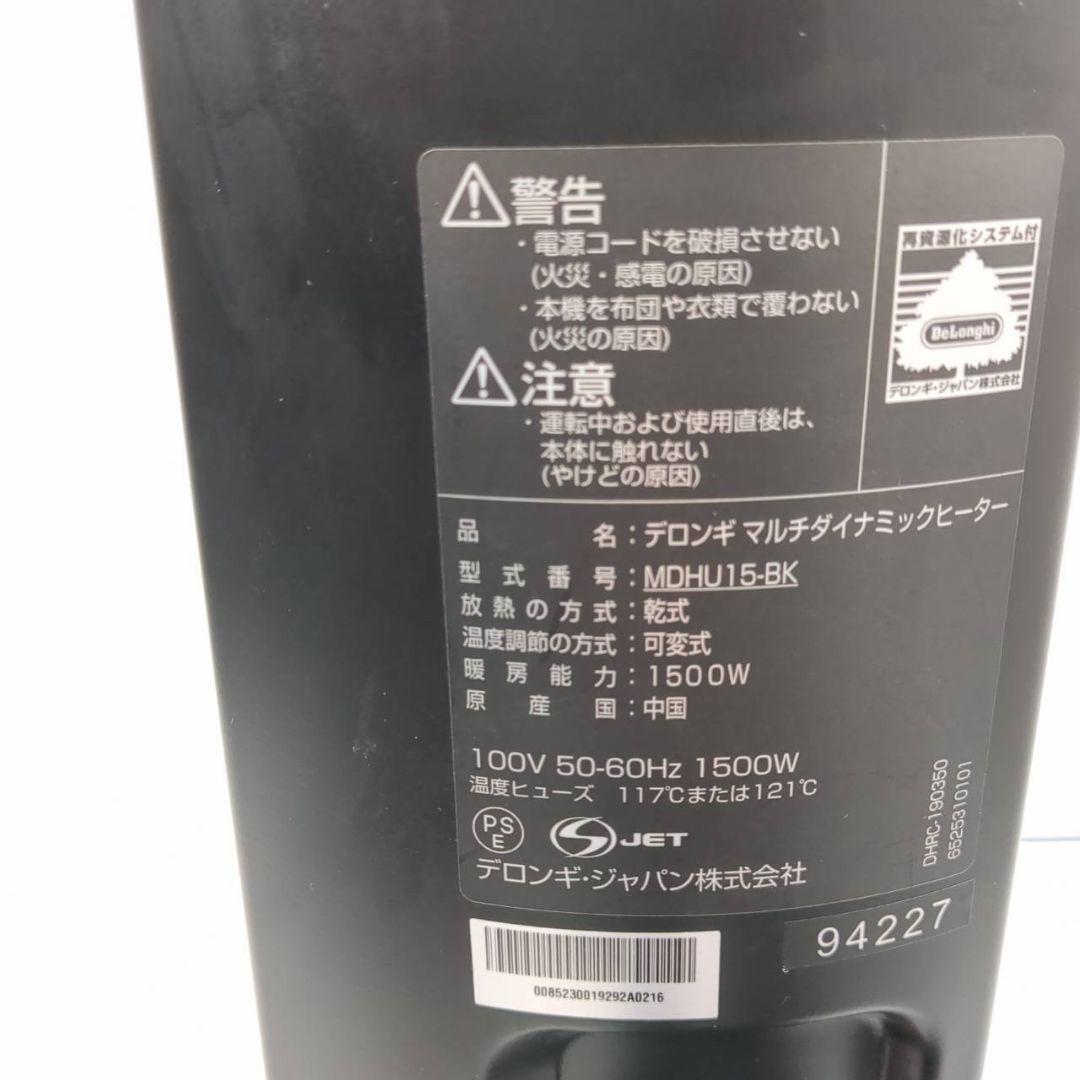 警告
・電源コードを破損させない
(火災・感電の原因)
・本機を布団や衣類で覆わない
(火災の原因)
注意
・運転中および使用直後は、
本体に触れない
(やけどの原因)
再資源化システム付
DeLonghi
デロンギ・ジャパン株式会社
品名：デロンギ マルチダイナミックヒーター
型式番号：MDHU15-BK
放熱の方式：乾式
温度調節の方式：可変式
暖房能力：1500W
原産国：中国
100V 50-60Hz 1500W
温度ヒューズ 117℃または121℃
PS
E
JET
デロンギ・ジャパン株式会社
DHRC-190350
6525310101
94227
0085230019292A0216